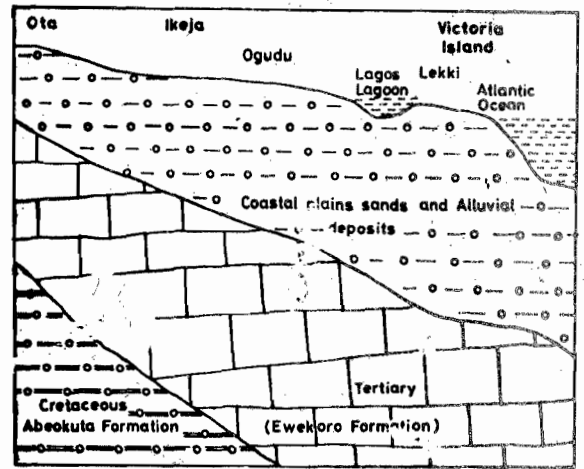 Ota
Ikeja
Ogudu
Victoria
Island
Lagos
Lagoon
Lekki
Atlantic
Ocean
Coastal plains sands and Alluvial
deposits
Tertiary
(Ewekoro Formation)
Cretaceous
Abeokuta Formation